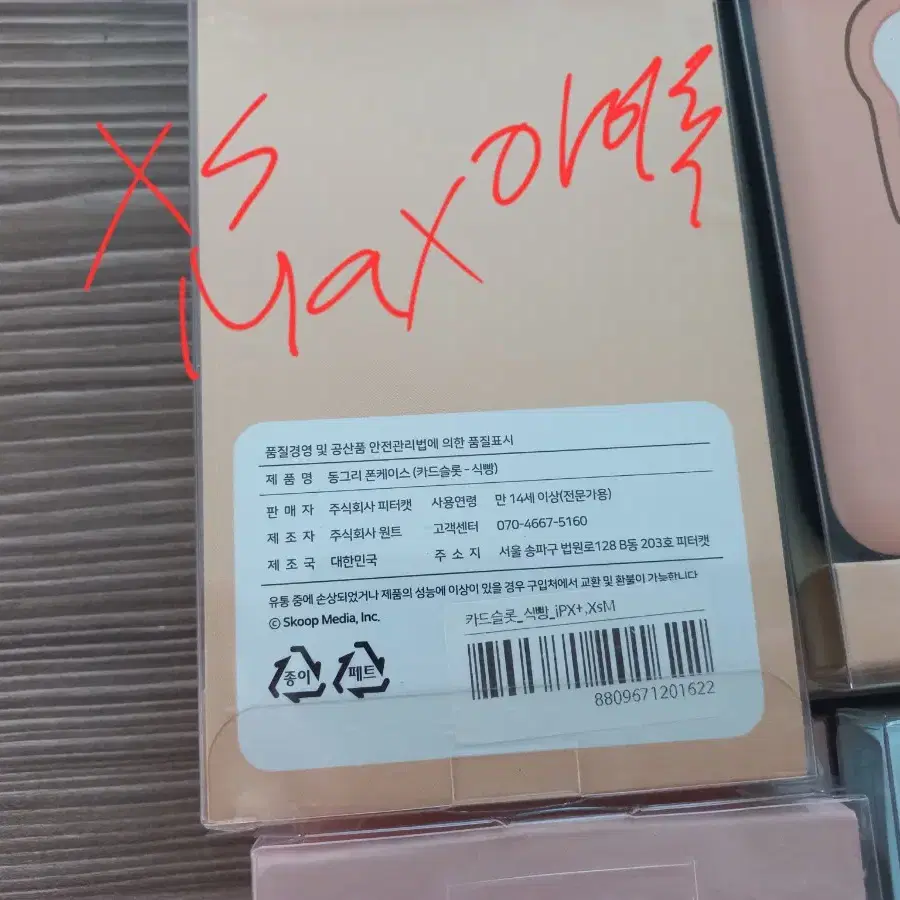 XS
Max 아벽폭
품질경영 및 공산품 안전관리법에 의한 품질표시
제 품 명 동그리 폰케이스 (카드슬롯 - 식빵)
판 매 자 주식회사 피터캣 사용연령 만 14세 이상(전문가용)
제 조 자 주식회사 원트 고객센터 070-4667-5160
제 조 국 대한민국 주 소 지 서울 송파구 법원로128 B동 203호 피터캣
유통 중에 손상되었거나 제품의 성능에 이상이 있을 경우 구입처에서 교환 및 환불이 가능합니다
© Skoop Media, Inc.
카드슬롯_식빵_iPX+,XsM
종이 페트
8809671201622